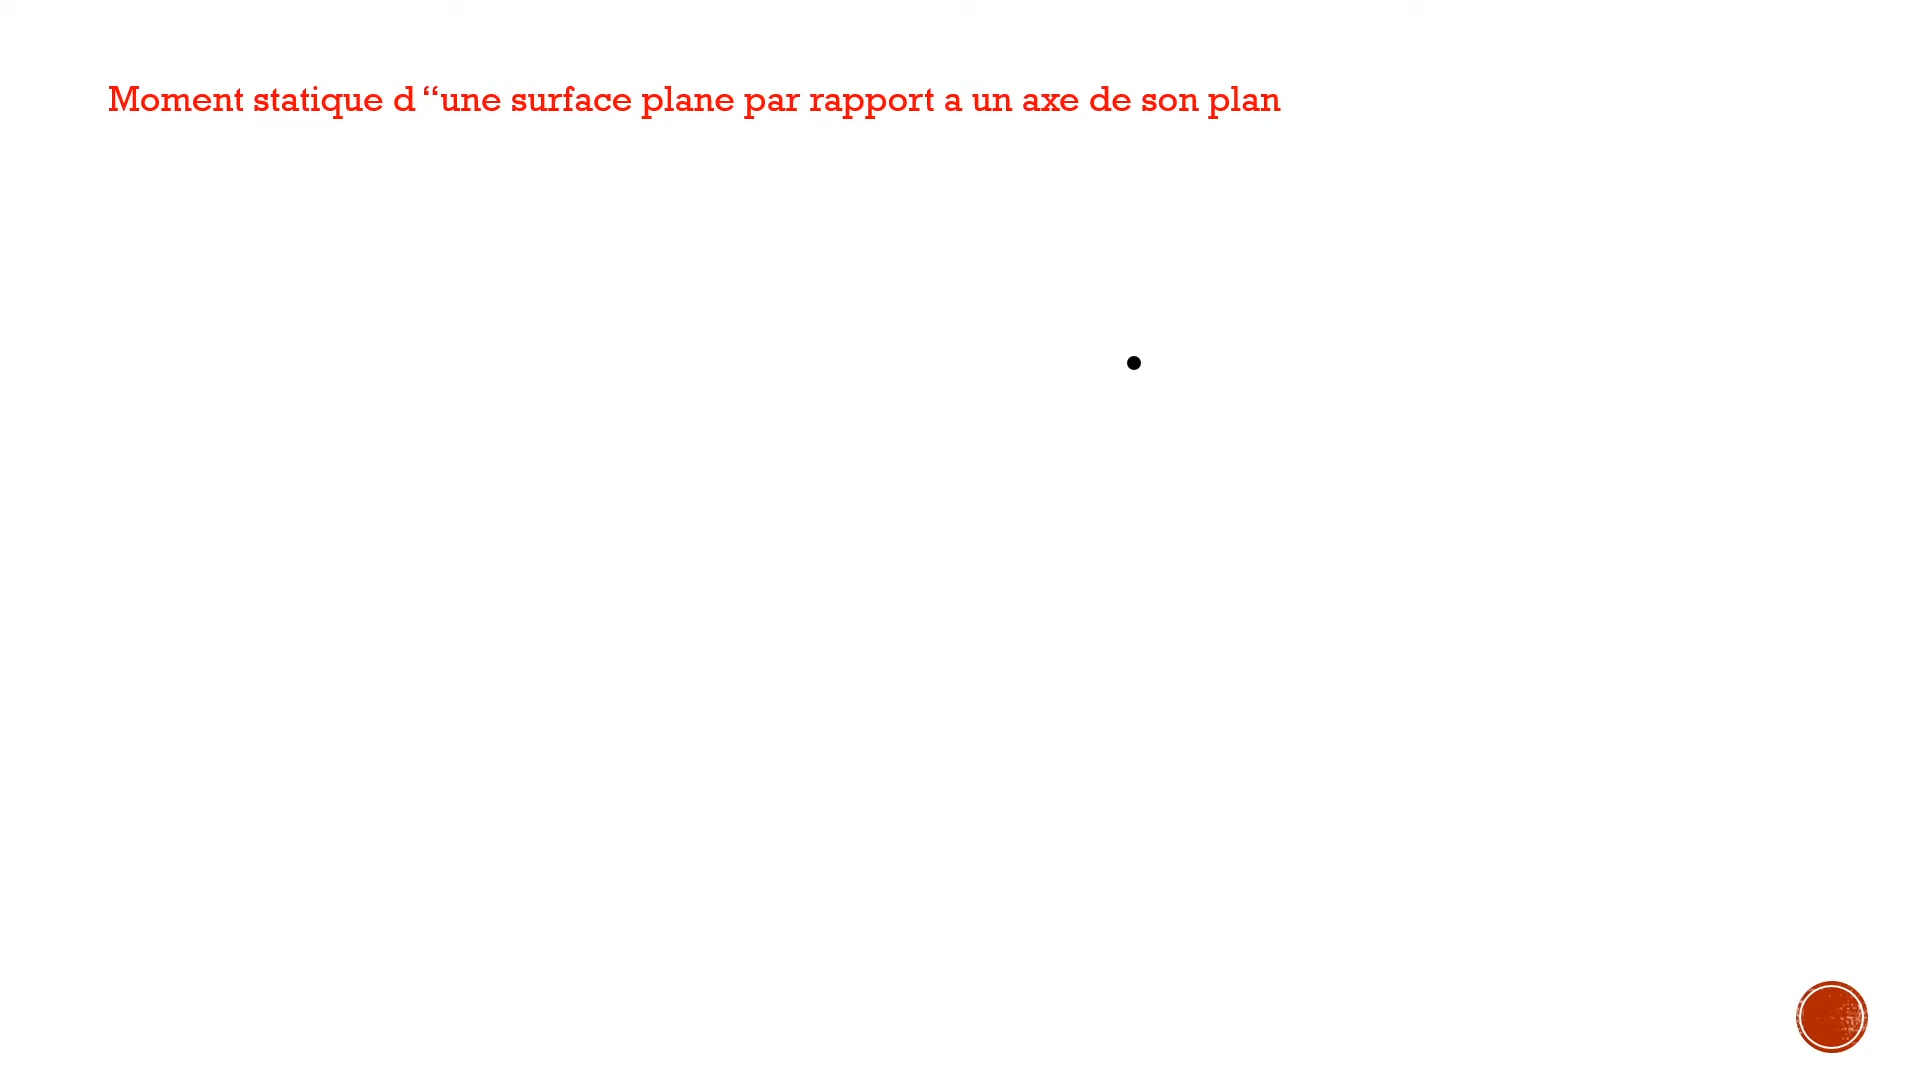 Moment statique d “une surface plane par rapport a un axe de son plan